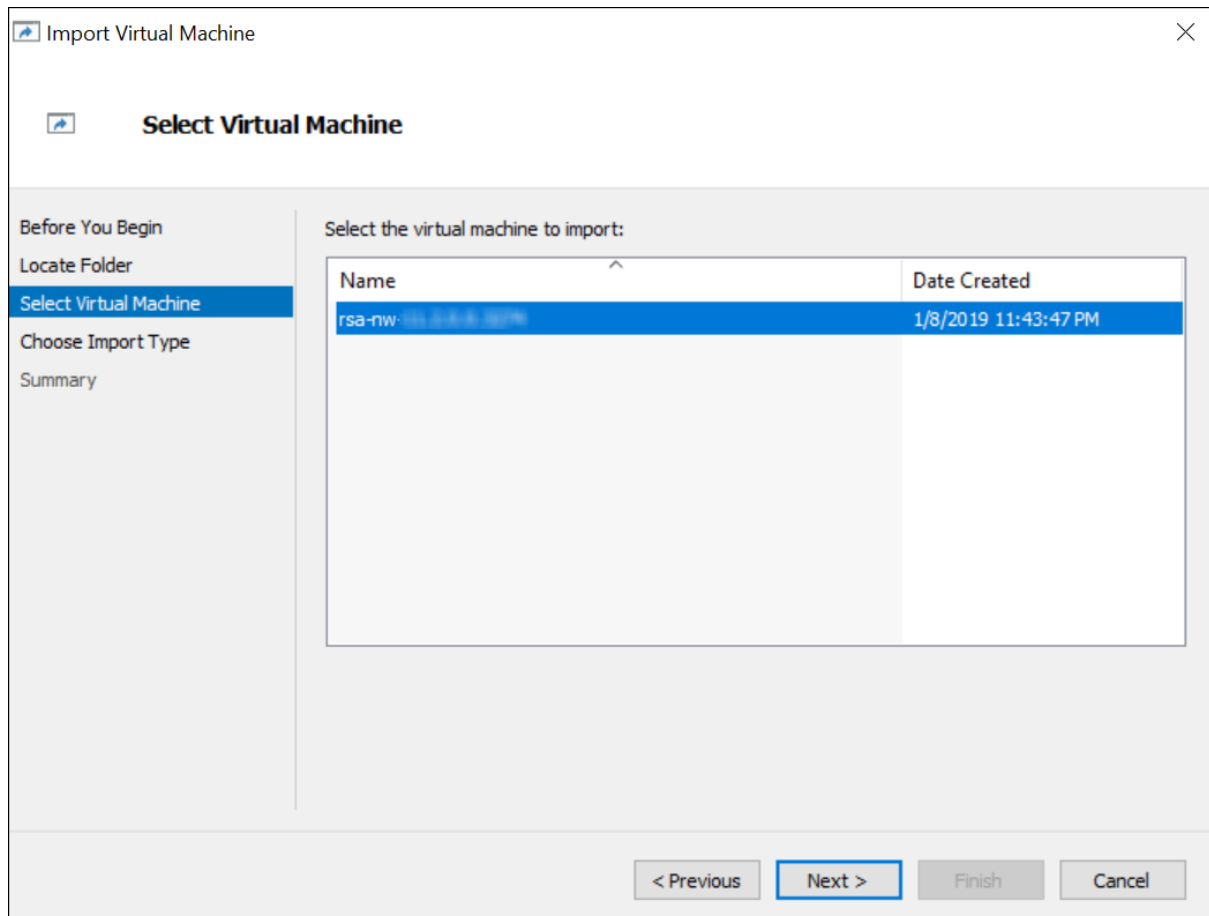 Import Virtual Machine
Select Virtual Machine
Before You Begin
Locate Folder
Select Virtual Machine
Choose Import Type
Summary
Select the virtual machine to import:
Name Date Created
rsa-nw- 1/8/2019 11:43:47 PM
< Previous Next > Finish Cancel